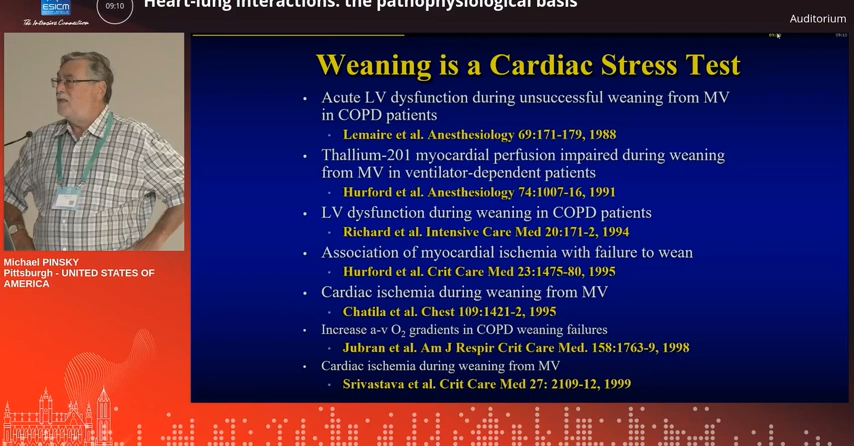 ESICM
The Intensive Connection
09:10
Heart-lung interactions: the pathophysiological basis
Auditorium
Weaning is a Cardiac Stress Test
• Acute LV dysfunction during unsuccessful weaning from MV
in COPD patients
Lemaire et al. Anesthesiology 69:171-179, 1988
• Thallium-201 myocardial perfusion impaired during weaning
from MV in ventilator-dependent patients
Hurford et al. Anesthesiology 74:1007-16, 1991
• LV dysfunction during weaning in COPD patients
Richard et al. Intensive Care Med 20:171-2, 1994
• Association of myocardial ischemia with failure to wean
Hurford et al. Crit Care Med 23:1475-80, 1995
• Cardiac ischemia during weaning from MV
Chatila et al. Chest 109:1421-2, 1995
• Increase a-v O2 gradients in COPD weaning failures
Jubran et al. Am J Respir Crit Care Med. 158:1763-9, 1998
• Cardiac ischemia during weaning from MV
Srivastava et al. Crit Care Med 27: 2109-12, 1999
Michael PINSKY
Pittsburgh - UNITED STATES OF
AMERICA